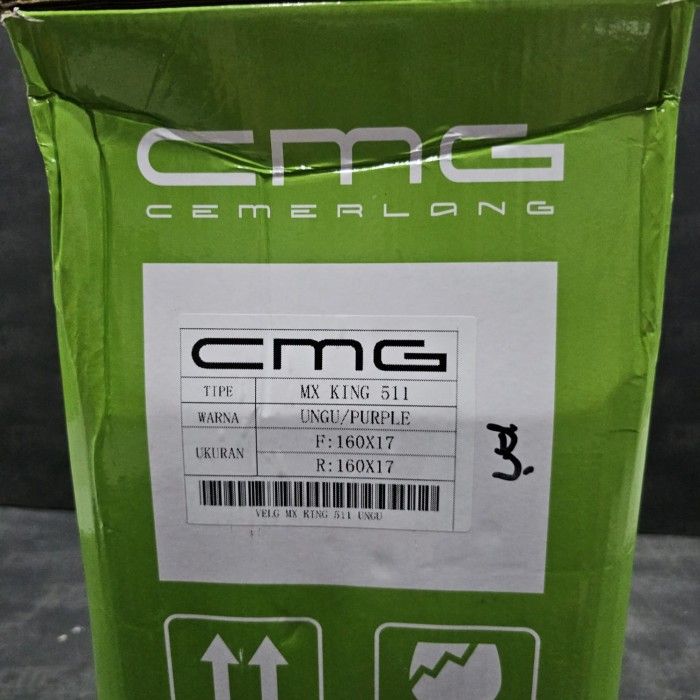 CMG
CEMERLANG
CMG
TIPE MX KING 511
WARNA UNGU/PURPLE
UKURAN F:160X17
R:160X17
VELG MX KING 511 UNGU